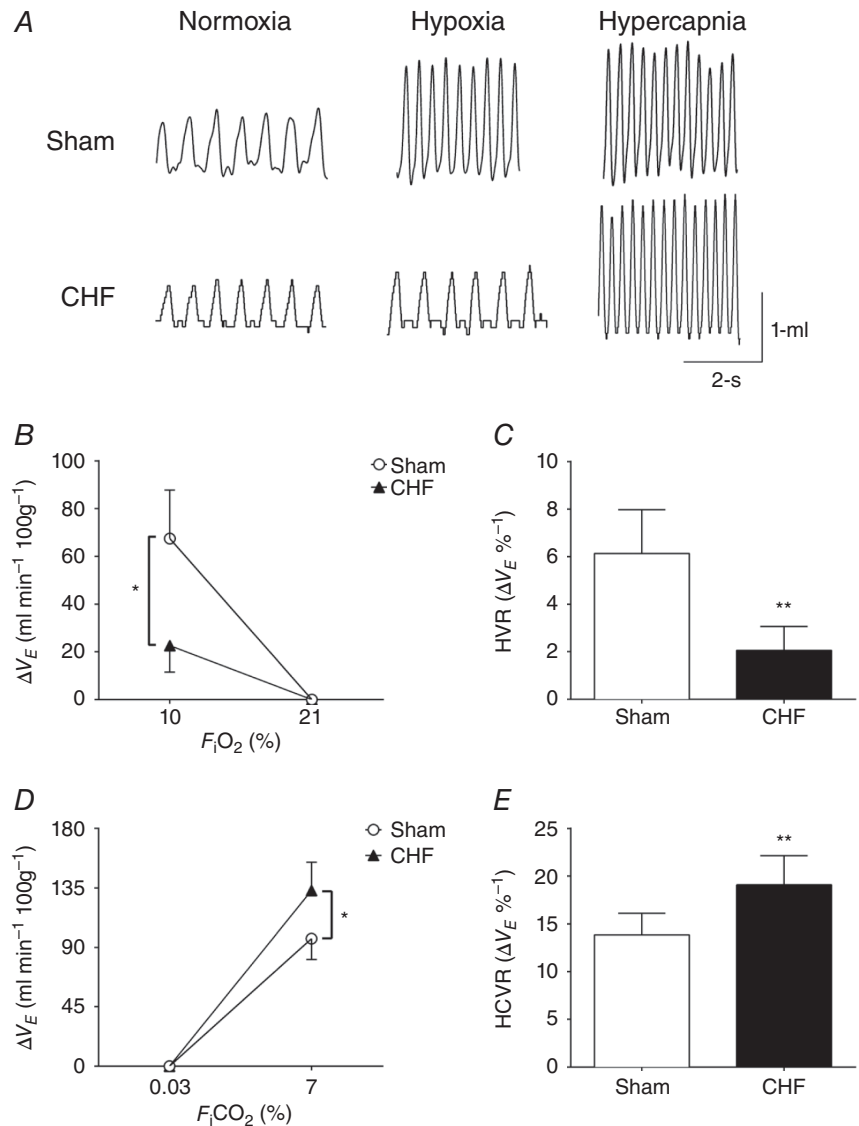 A
Normoxia
Hypoxia
Hypercapnia
Sham
CHF
1-ml
2-s
B
100
80
60
40
20
0
ΔV_E (ml min⁻¹ 100g⁻¹)
*
10
21
F_iO₂ (%)
Sham
CHF
C
10
8
6
4
2
0
HVR (ΔV_E %⁻¹)
**
Sham
CHF
D
180
135
90
45
0
ΔV_E (ml min⁻¹ 100g⁻¹)
*
0.03
7
F_iCO₂ (%)
Sham
CHF
E
25
20
15
10
5
0
HCVR (ΔV_E %⁻¹)
**
Sham
CHF